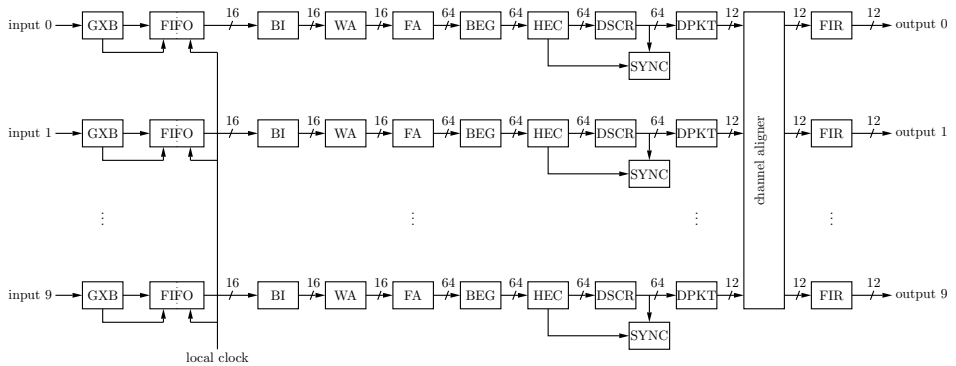 16 16 16 64 64 64 64 12 12 12
input 0 GXB FIFO BI WA FA BEG HEC DSCR DPKT FIR output 0
SYNC
16 16 16 64 64 64 64 12 12 12
input 1 GXB FIFO BI WA FA BEG HEC DSCR DPKT FIR output 1
SYNC
channel aligner
16 16 16 64 64 64 64 12 12 12
input 9 GXB FIFO BI WA FA BEG HEC DSCR DPKT FIR output 9
SYNC
local clock